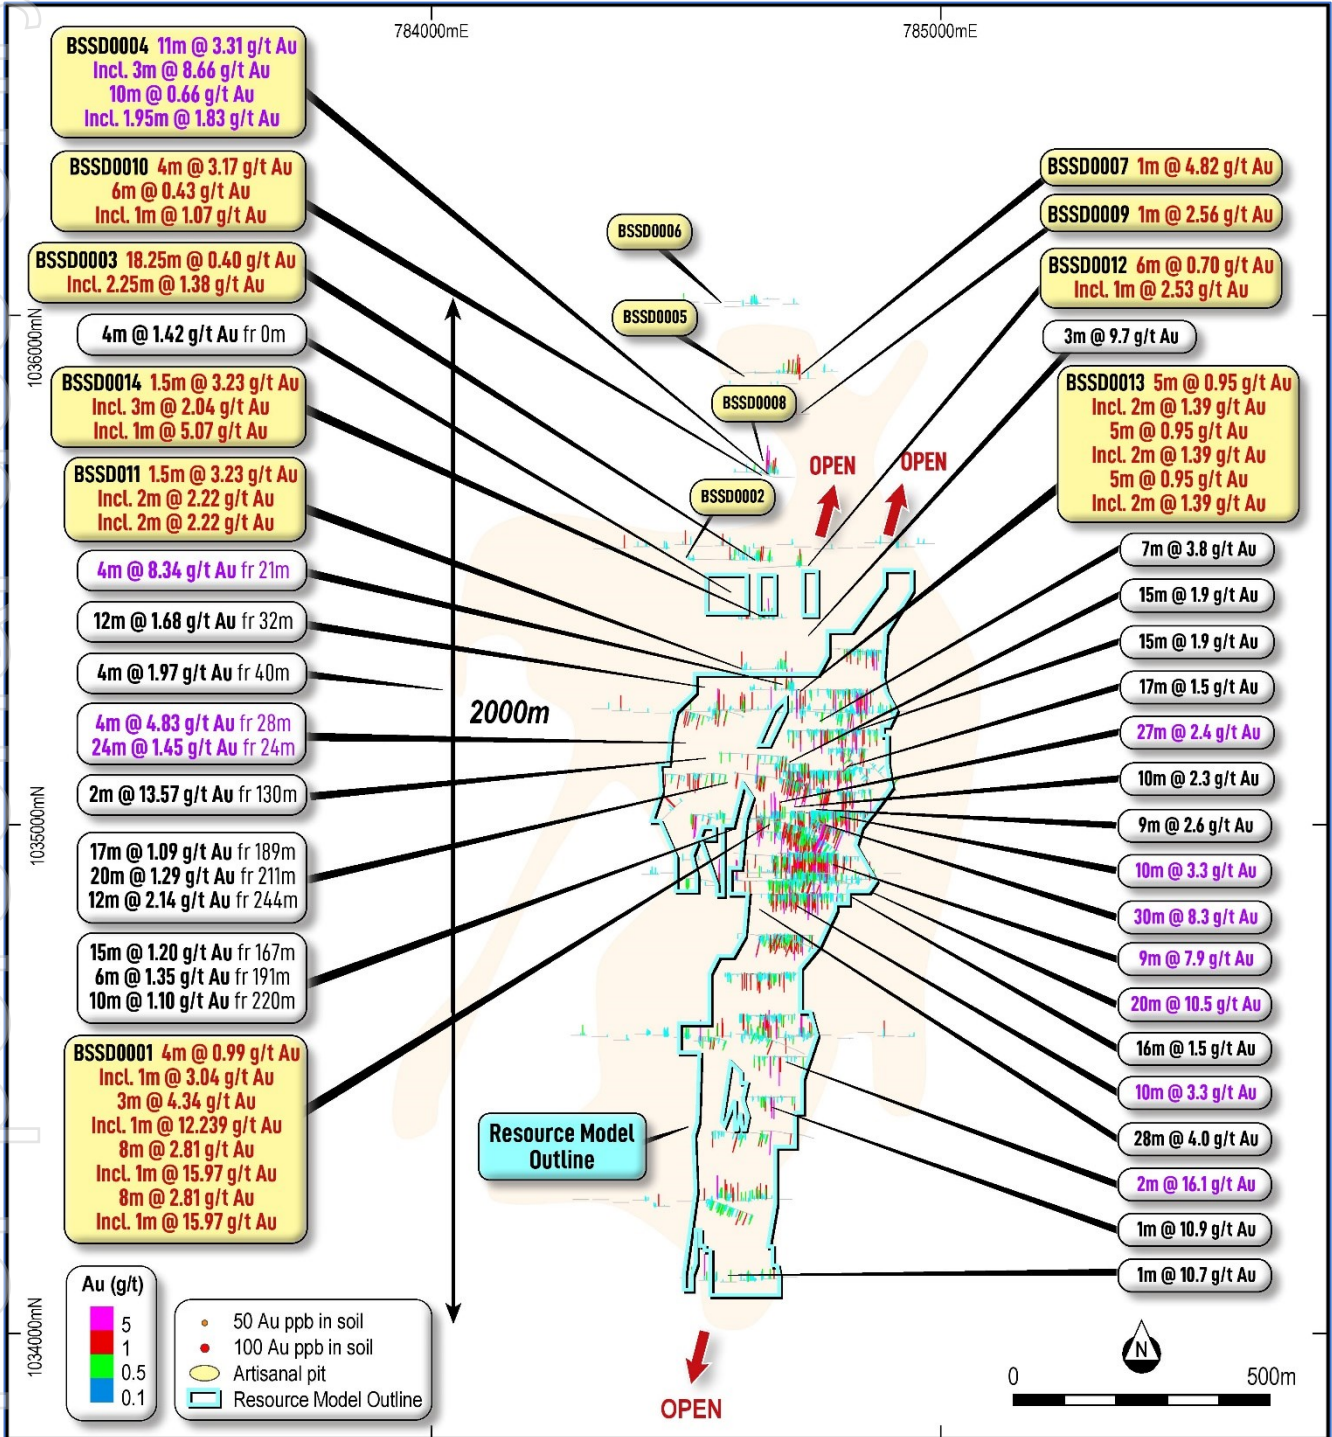 784000mE
785000mE
1036000mN
1035000mN
1034000mN
BSSD0004 11m @ 3.31 g/t Au
Incl. 3m @ 8.66 g/t Au
10m @ 0.66 g/t Au
Incl. 1.95m @ 1.83 g/t Au
BSSD0010 4m @ 3.17 g/t Au
6m @ 0.43 g/t Au
Incl. 1m @ 1.07 g/t Au
BSSD0003 18.25m @ 0.40 g/t Au
Incl. 2.25m @ 1.38 g/t Au
4m @ 1.42 g/t Au fr 0m
BSSD0014 1.5m @ 3.23 g/t Au
Incl. 3m @ 2.04 g/t Au
Incl. 1m @ 5.07 g/t Au
BSSD011 1.5m @ 3.23 g/t Au
Incl. 2m @ 2.22 g/t Au
Incl. 2m @ 2.22 g/t Au
4m @ 8.34 g/t Au fr 21m
12m @ 1.68 g/t Au fr 32m
4m @ 1.97 g/t Au fr 40m
4m @ 4.83 g/t Au fr 28m
24m @ 1.45 g/t Au fr 24m
2m @ 13.57 g/t Au fr 130m
17m @ 1.09 g/t Au fr 189m
20m @ 1.29 g/t Au fr 211m
12m @ 2.14 g/t Au fr 244m
15m @ 1.20 g/t Au fr 167m
6m @ 1.35 g/t Au fr 191m
10m @ 1.10 g/t Au fr 220m
BSSD0001 4m @ 0.99 g/t Au
Incl. 1m @ 3.04 g/t Au
3m @ 4.34 g/t Au
Incl. 1m @ 12.239 g/t Au
8m @ 2.81 g/t Au
Incl. 1m @ 15.97 g/t Au
8m @ 2.81 g/t Au
Incl. 1m @ 15.97 g/t Au
BSSD0006
BSSD0005
BSSD0008
BSSD0002
OPEN
OPEN
2000m
Resource Model
Outline
OPEN
BSSD0007 1m @ 4.82 g/t Au
BSSD0009 1m @ 2.56 g/t Au
BSSD0012 6m @ 0.70 g/t Au
Incl. 1m @ 2.53 g/t Au
3m @ 9.7 g/t Au
BSSD0013 5m @ 0.95 g/t Au
Incl. 2m @ 1.39 g/t Au
5m @ 0.95 g/t Au
Incl. 2m @ 1.39 g/t Au
5m @ 0.95 g/t Au
Incl. 2m @ 1.39 g/t Au
7m @ 3.8 g/t Au
15m @ 1.9 g/t Au
15m @ 1.9 g/t Au
17m @ 1.5 g/t Au
27m @ 2.4 g/t Au
10m @ 2.3 g/t Au
9m @ 2.6 g/t Au
10m @ 3.3 g/t Au
30m @ 8.3 g/t Au
9m @ 7.9 g/t Au
20m @ 10.5 g/t Au
16m @ 1.5 g/t Au
10m @ 3.3 g/t Au
28m @ 4.0 g/t Au
2m @ 16.1 g/t Au
1m @ 10.9 g/t Au
1m @ 10.7 g/t Au
Au (g/t)
5
1
0.5
0.1
50 Au ppb in soil
100 Au ppb in soil
Artisanal pit
Resource Model Outline
N
0 500m